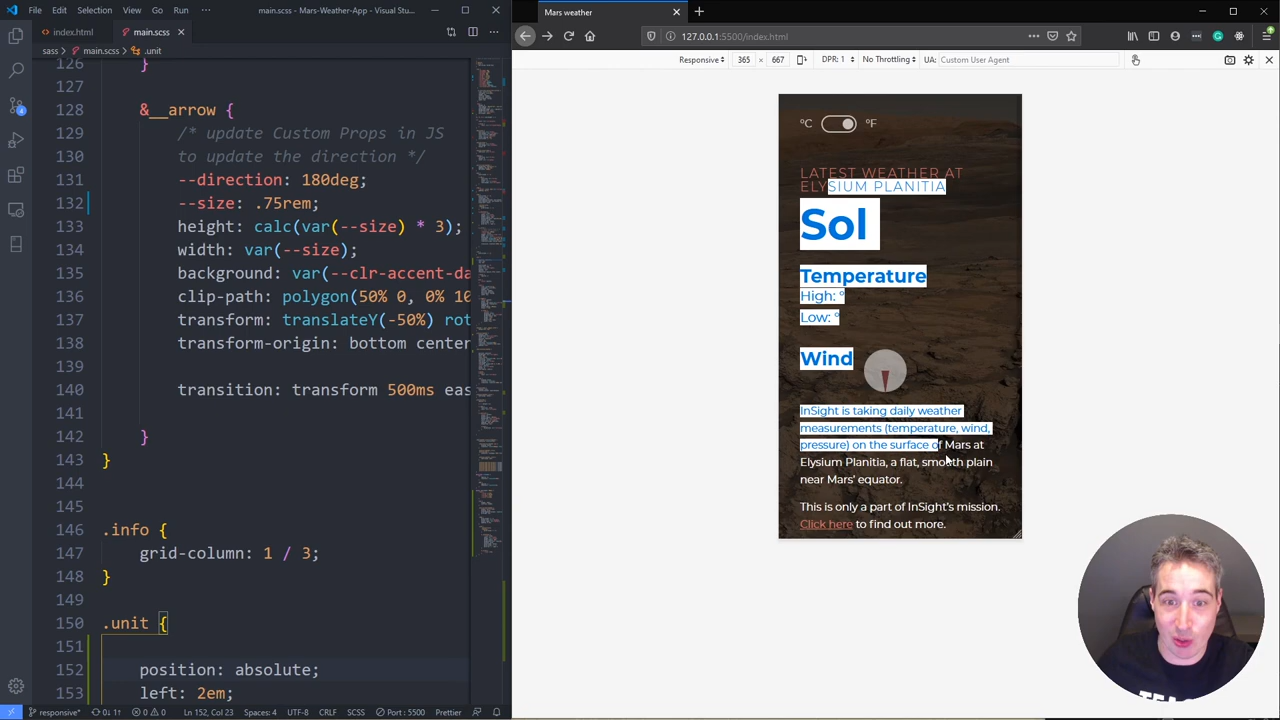 File Edit Selection View Go Run ··· main.scss - Mars-Weather-App - Visual Stu...
index.html main.scss
sass › main.scss › .unit
126 }
127
128 &__arrow {
129 /* update Custom Props in JS
130 to update the direction */
131 --direction: 180deg;
132 --size: .75rem;
133 height: calc(var(--size) * 3);
134 width: var(--size);
135 background: var(--clr-accent-da
136 clip-path: polygon(50% 0, 0% 10
137 transform: translateY(-50%) rot
138 transform-origin: bottom center
139
140 transition: transform 500ms eas
141
142 }
143 }
144
145
146 .info {
147 grid-column: 1 / 3;
148 }
149
150 .unit {
151
152 position: absolute;
153 left: 2em;
responsive* 0↓ 1↑ 0 0 Ln 152, Col 23 Spaces: 4 UTF-8 CRLF SCSS Port : 5500 Prettier
4
Mars weather
127.0.0.1:5500/index.html
Responsive 365 × 667 DPR: 1 No Throttling UA: Custom User Agent
ºC ºF
LATEST WEATHER AT
ELYSIUM PLANITIA
Sol
Temperature
High: º
Low: º
Wind
InSight is taking daily weather
measurements (temperature, wind,
pressure) on the surface of Mars at
Elysium Planitia, a flat, smooth plain
near Mars' equator.
This is only a part of InSight's mission.
Click here to find out more.